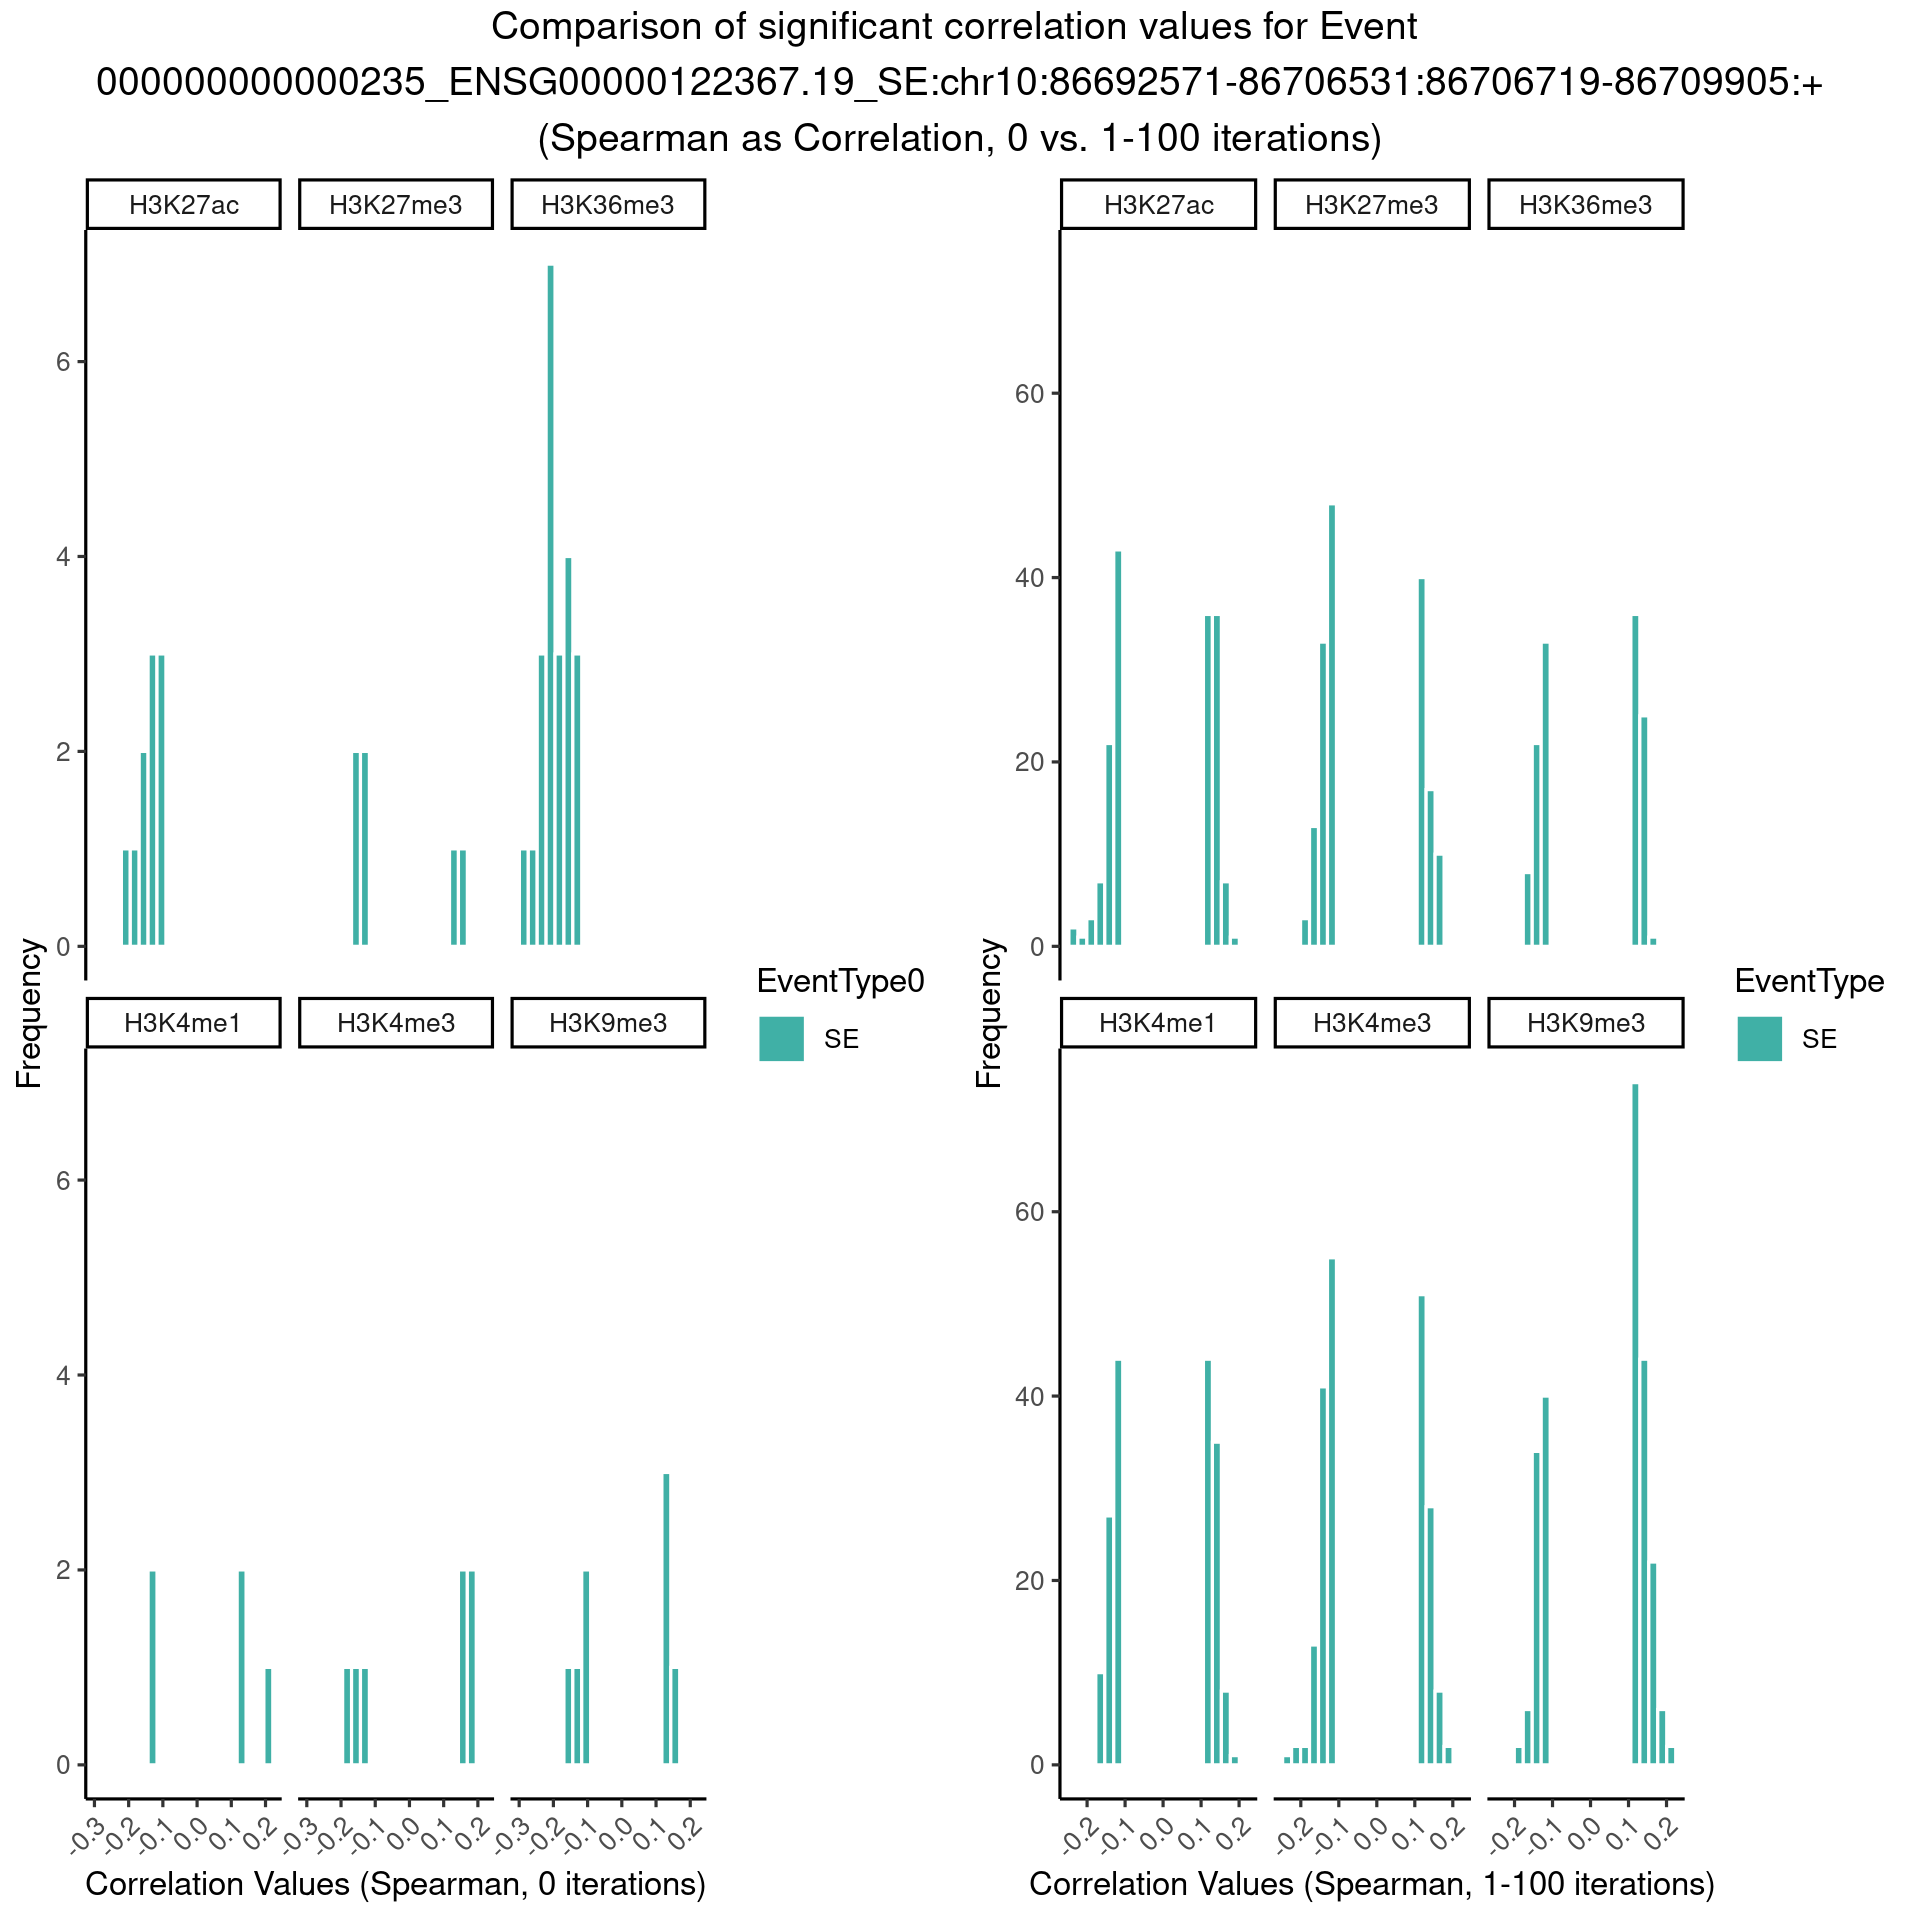 Comparison of significant correlation values for Event
000000000000235_ENSG00000122367.19_SE:chr10:86692571-86706531:86706719-86709905:+
(Spearman as Correlation, 0 vs. 1-100 iterations)
H3K27ac H3K27me3 H3K36me3
6
4
2
0
H3K4me1 H3K4me3 H3K9me3
6
4
2
0
-0.3 -0.2 -0.1 0.0 0.1 0.2 -0.3 -0.2 -0.1 0.0 0.1 0.2 -0.3 -0.2 -0.1 0.0 0.1 0.2
Correlation Values (Spearman, 0 iterations)
Frequency
EventType0
SE
H3K27ac H3K27me3 H3K36me3
60
40
20
0
H3K4me1 H3K4me3 H3K9me3
60
40
20
0
-0.2 -0.1 0.0 0.1 0.2 -0.2 -0.1 0.0 0.1 0.2 -0.2 -0.1 0.0 0.1 0.2
Correlation Values (Spearman, 1-100 iterations)
Frequency
EventType
SE